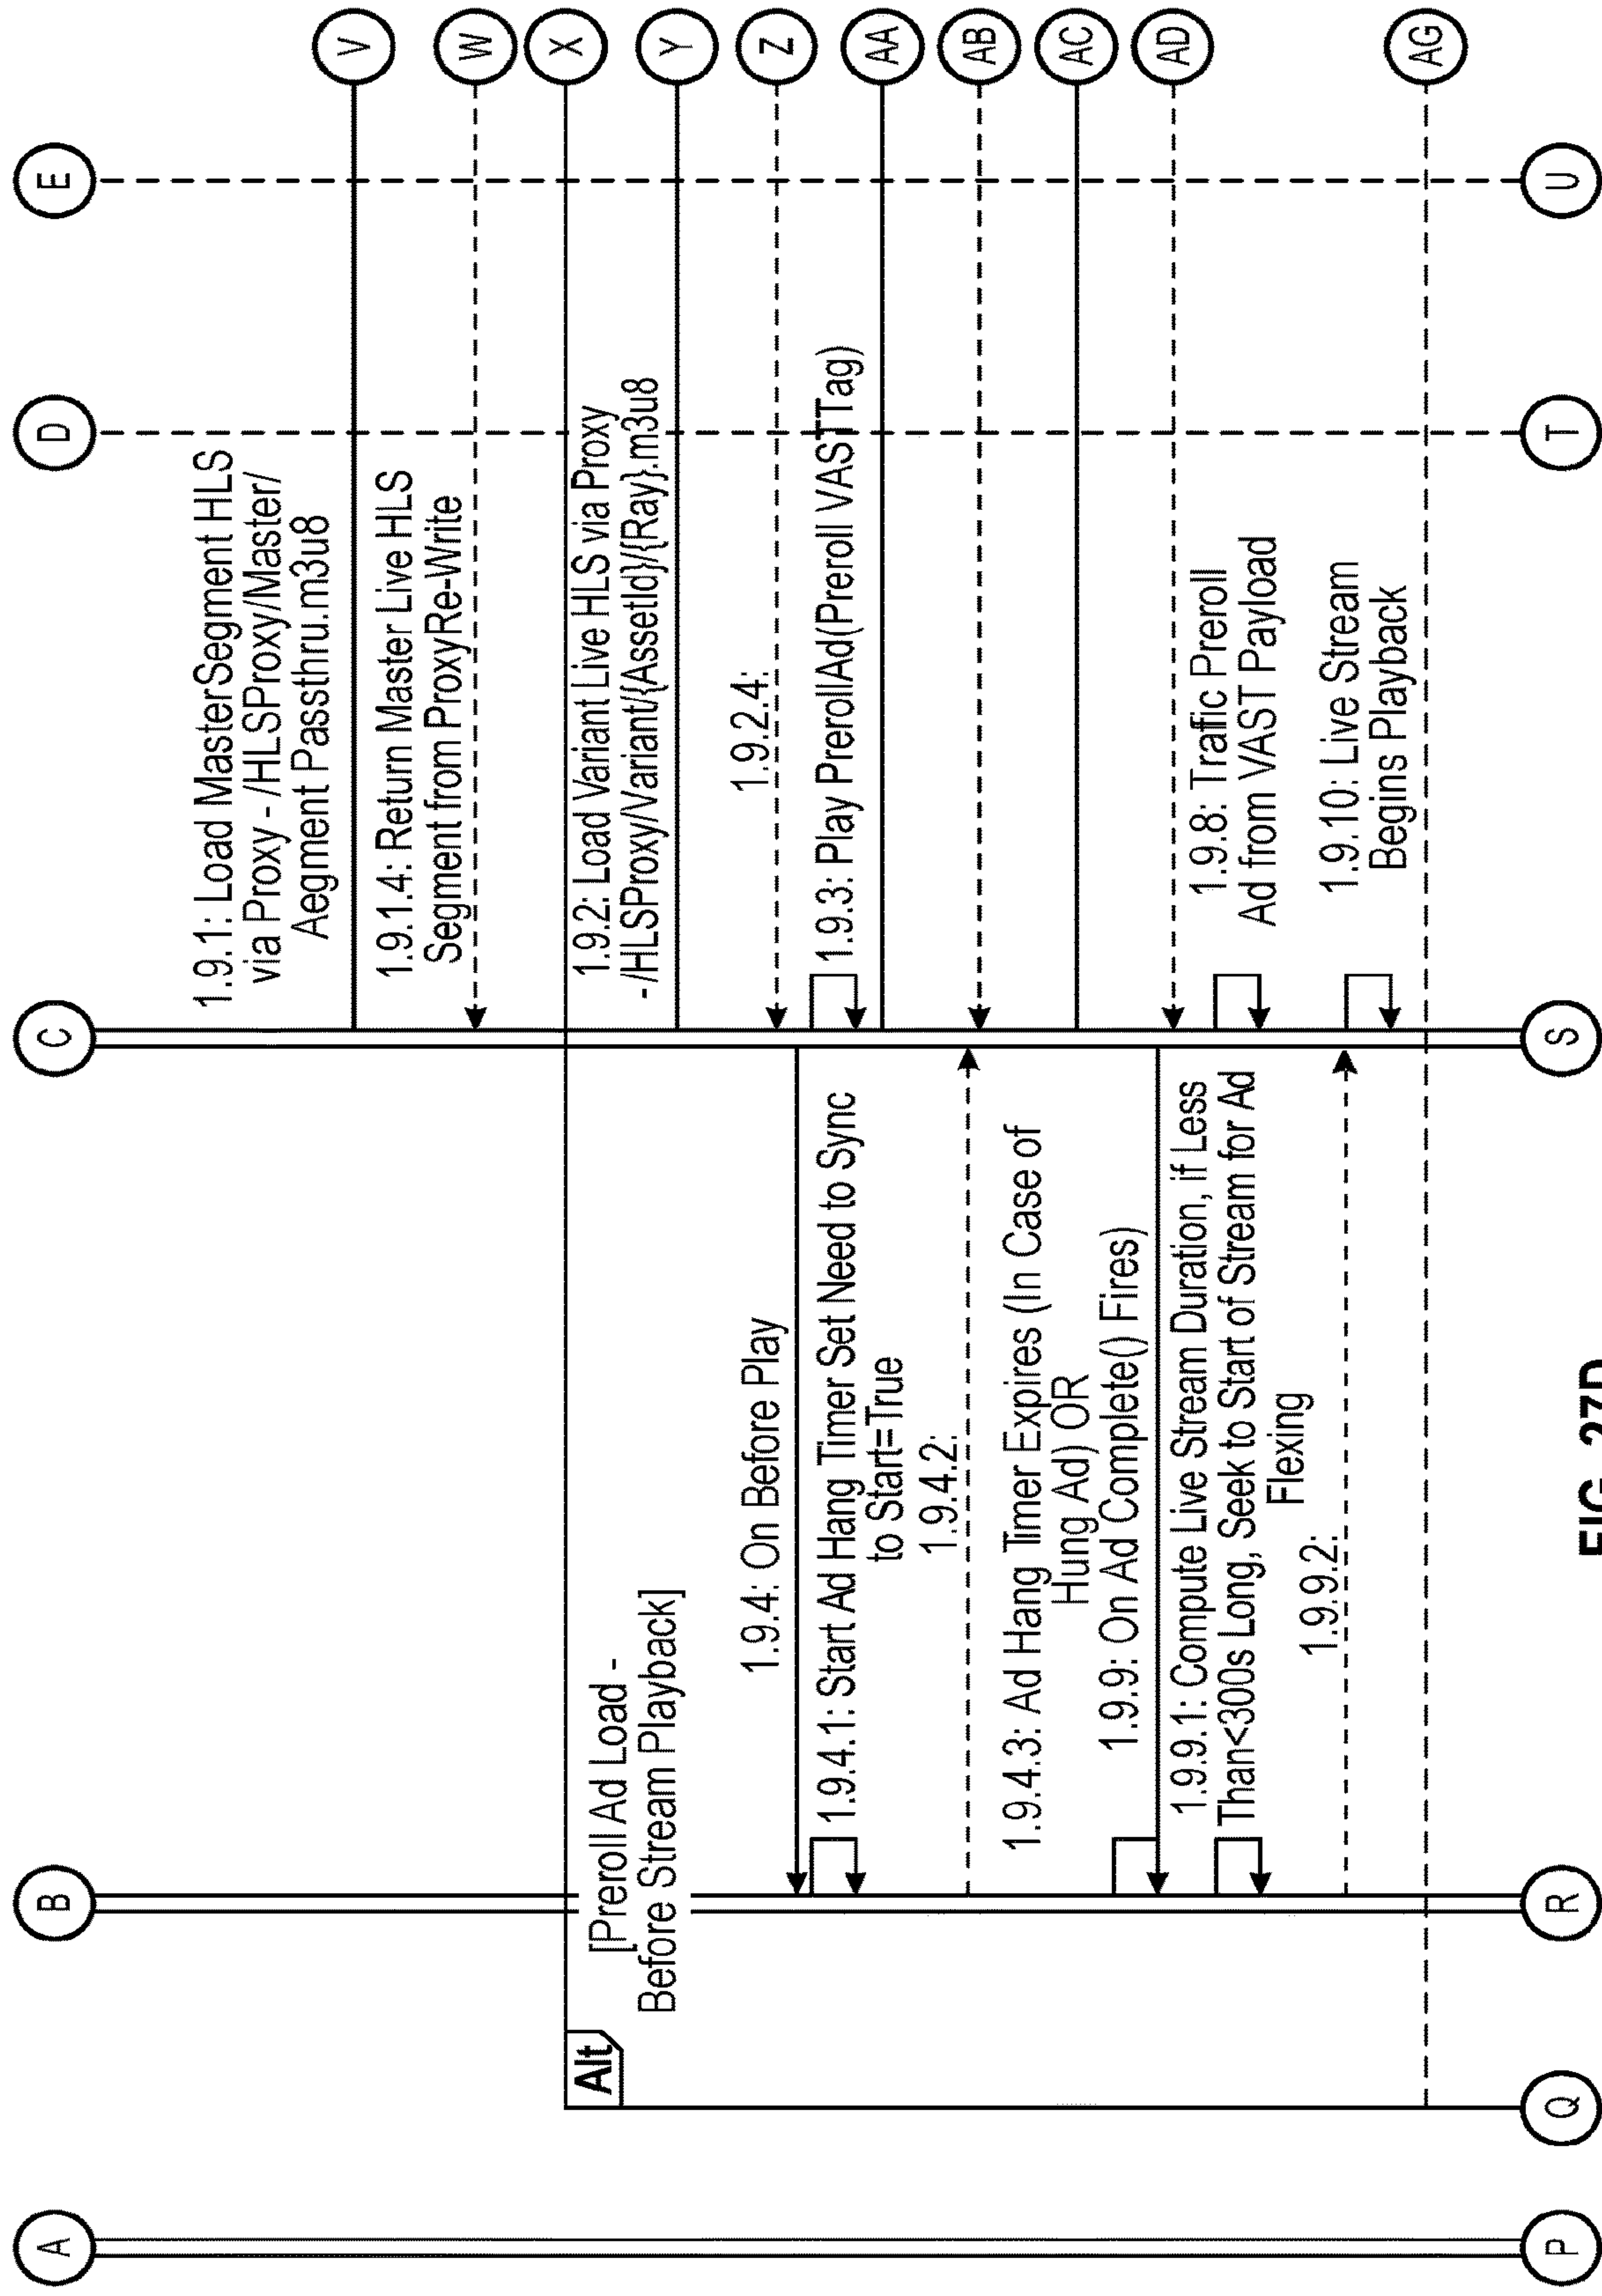 A
B
C
D
E
1.9.1: Load MasterSegment HLS
via Proxy - /HLSProxy/Master/
Aegment Passthru.m3u8
V
1.9.1.4: Return Master Live HLS
Segment from ProxyRe-Write
W
X
Alt
[Preroll Ad Load -
Before Stream Playback]
1.9.2: Load Variant Live HLS via Proxy
- /HLSProxy/Variant/{AssetId}/{Ray}.m3u8
Y
1.9.2.4:
Z
1.9.4: On Before Play
1.9.3: Play PrerollAd(Preroll VASTTag)
AA
1.9.4.1: Start Ad Hang Timer Set Need to Sync
to Start=True
1.9.4.2:
AB
1.9.4.3: Ad Hang Timer Expires (In Case of
Hung Ad) OR
AC
1.9.9: On Ad Complete() Fires)
AD
1.9.9.1: Compute Live Stream Duration, if Less
Than<300s Long, Seek to Start of Stream for Ad
Flexing
1.9.8: Traffic Preroll
Ad from VAST Payload
1.9.9.2:
1.9.10: Live Stream
Begins Playback
AG
P
Q
R
S
T
U